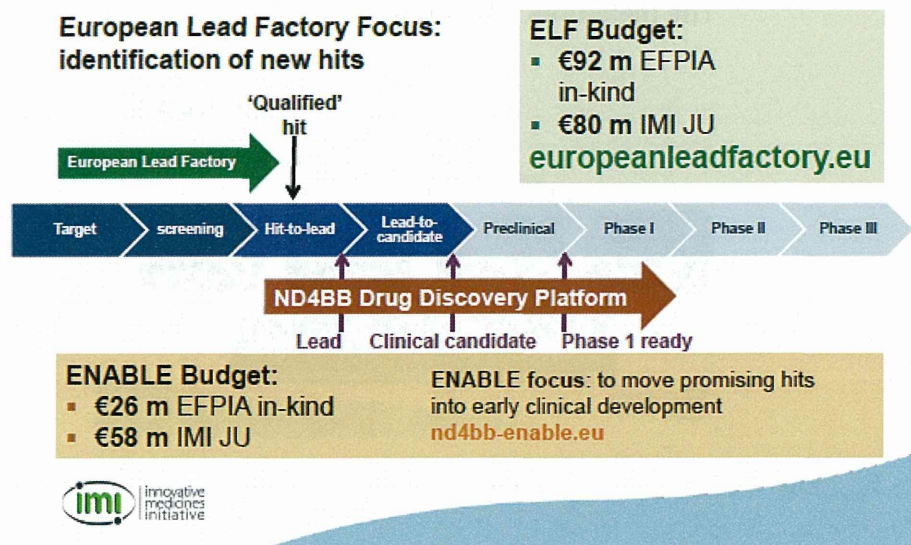 European Lead Factory Focus:
identification of new hits
ELF Budget:
▪ €92 m EFPIA
in-kind
▪ €80 m IMI JU
europeanleadfactory.eu
'Qualified'
hit
European Lead Factory
Target
screening
Hit-to-lead
Lead-to-
candidate
Preclinical
Phase I
Phase II
Phase III
ND4BB Drug Discovery Platform
Lead
Clinical candidate
Phase 1 ready
ENABLE Budget:
▪ €26 m EFPIA in-kind
▪ €58 m IMI JU
ENABLE focus: to move promising hits
into early clinical development
nd4bb-enable.eu
imi
innovative
medicines
initiative